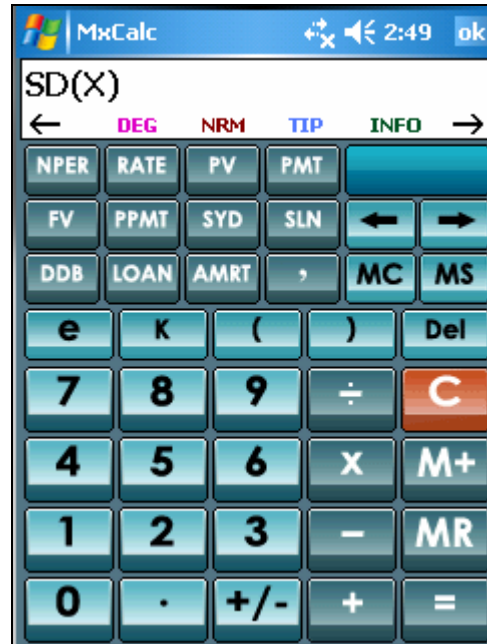 MxCalc 2:49 ok
SD(X)
← DEG NRM TIP INFO →
NPER RATE PV PMT
FV PPMT SYD SLN ← →
DDB LOAN AMRT , MC MS
e K ( ) Del
7 8 9 ÷ C
4 5 6 x M+
1 2 3 − MR
0 . +/- + =